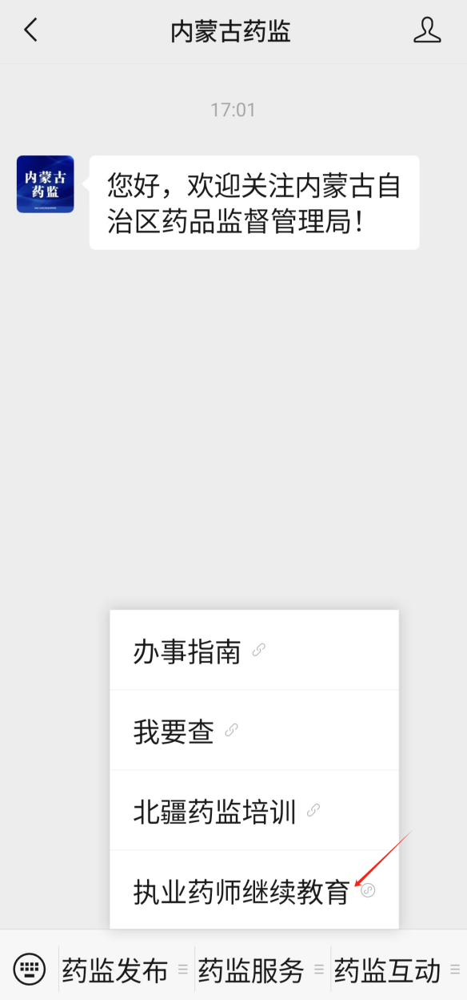 内蒙古药监
17:01
内蒙古
药监
您好，欢迎关注内蒙古自
治区药品监督管理局！
办事指南
我要查
北疆药监培训
执业药师继续教育
药监发布
药监服务
药监互动